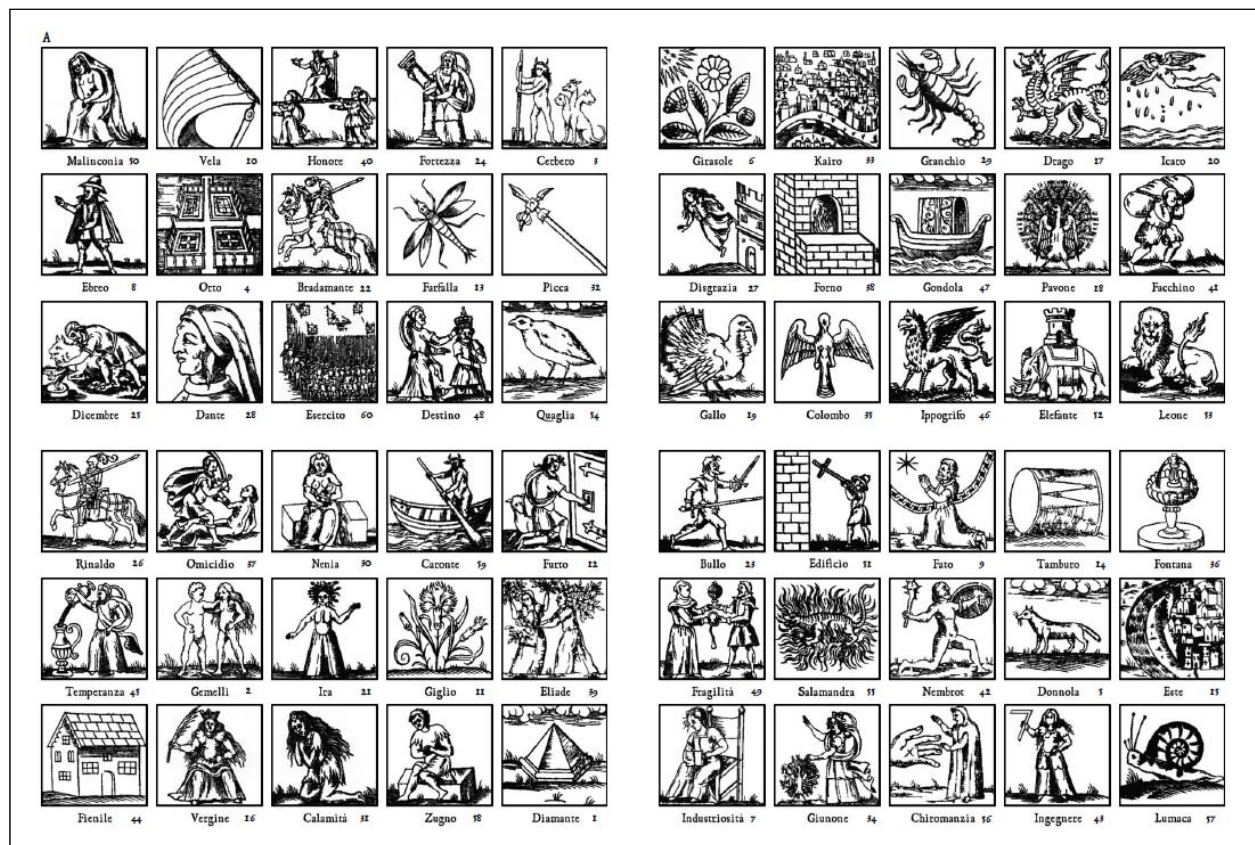 A
Malinconia 50 Vela 10 Honore 40 Fortezza 24 Cerbero 3 Girasole 6 Kairo 33 Granchio 29 Drago 17 Icaro 20
Ebreo 8 Orto 4 Bradamante 22 Farfalla 13 Picca 32 Disgrazia 27 Forno 38 Gondola 47 Pavone 18 Facchino 41
Dicembre 25 Dante 28 Esercito 60 Destino 48 Quaglia 54 Gallo 19 Colombo 35 Ippogrifo 46 Elefante 52 Leone 53
Rinaldo 26 Omicidio 37 Nenia 30 Caronte 59 Furto 12 Bullo 23 Edificio 51 Fato 9 Tamburo 14 Fontana 36
Temperanza 45 Gemelli 2 Ira 21 Giglio 11 Eliade 39 Fragilità 49 Salamandra 55 Nembrot 42 Donnola 5 Este 15
Fienile 44 Vergine 16 Calamità 31 Zugno 58 Diamante 1 Industriosità 7 Giunone 34 Chiromanzia 56 Ingegnere 43 Lumaca 57